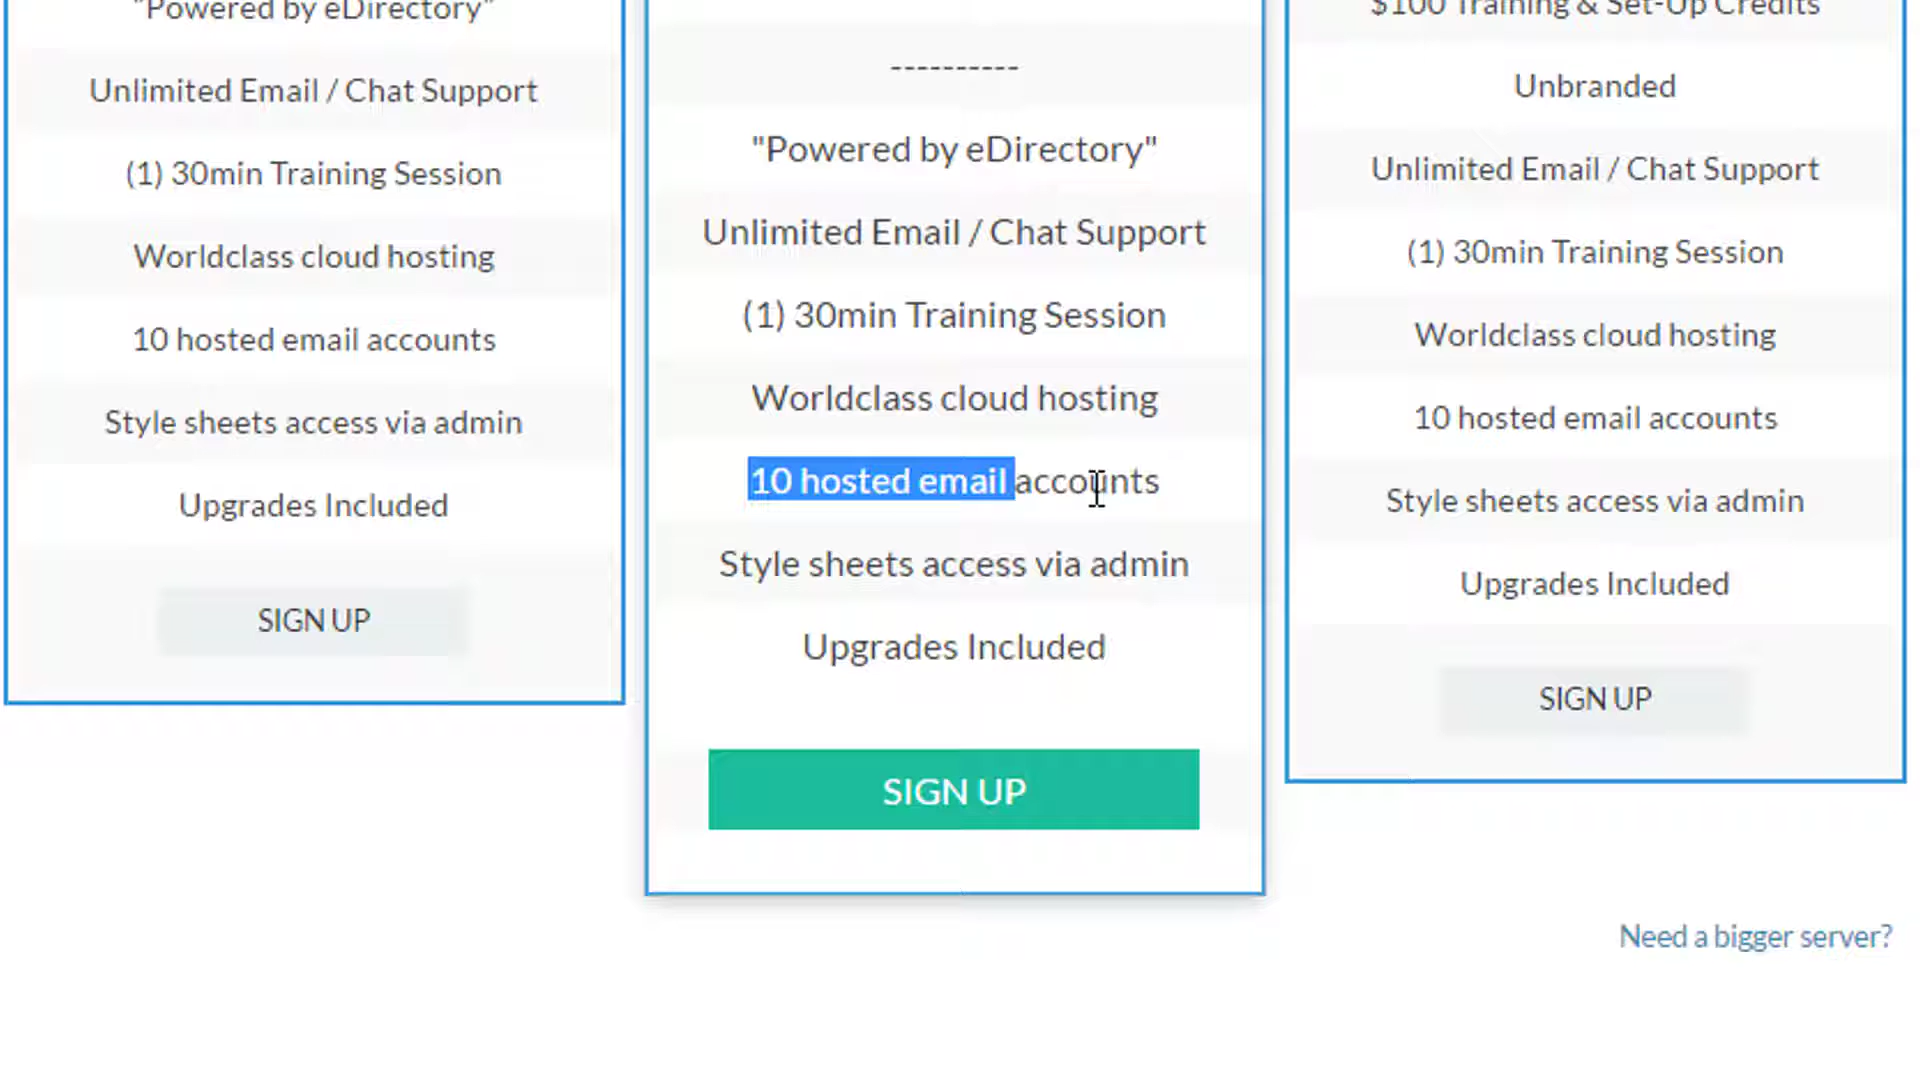 "Powered by eDirectory"
Unlimited Email / Chat Support
(1) 30min Training Session
Worldclass cloud hosting
10 hosted email accounts
Style sheets access via admin
Upgrades Included
SIGN UP
----------
"Powered by eDirectory"
Unlimited Email / Chat Support
(1) 30min Training Session
Worldclass cloud hosting
10 hosted email accounts
Style sheets access via admin
Upgrades Included
SIGN UP
$100 Training & Set-Up Credits
Unbranded
Unlimited Email / Chat Support
(1) 30min Training Session
Worldclass cloud hosting
10 hosted email accounts
Style sheets access via admin
Upgrades Included
SIGN UP
Need a bigger server?